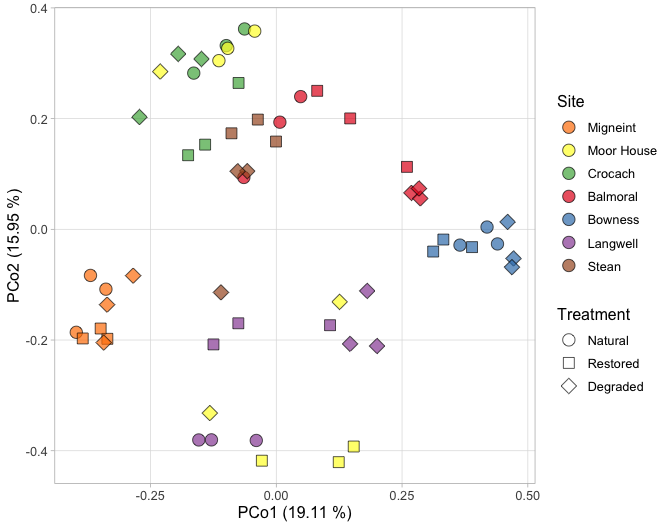 0.4
0.2
0.0
-0.2
-0.4
PCo2 (15.95 %)
-0.25
0.00
0.25
0.50
PCo1 (19.11 %)
Site
Migneint
Moor House
Crocach
Balmoral
Bowness
Langwell
Stean
Treatment
Natural
Restored
Degraded